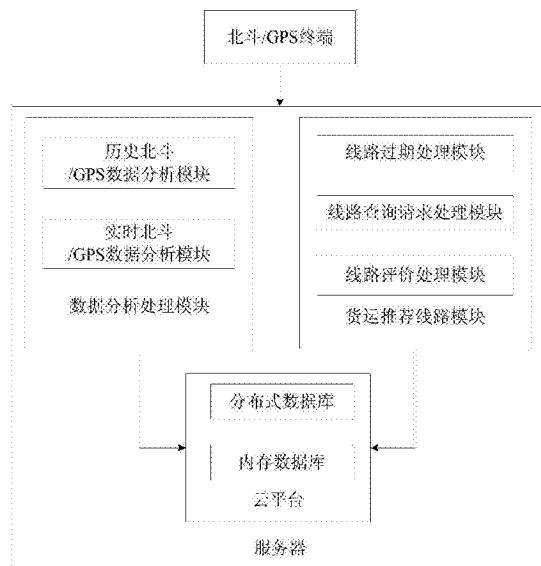 北斗/GPS终端
历史北斗
/GPS数据分析模块
实时北斗
/GPS数据分析模块
数据分析处理模块
线路过期处理模块
线路查询请求处理模块
线路评价处理模块
货运推荐线路模块
分布式数据库
内存数据库
云平台
服务器